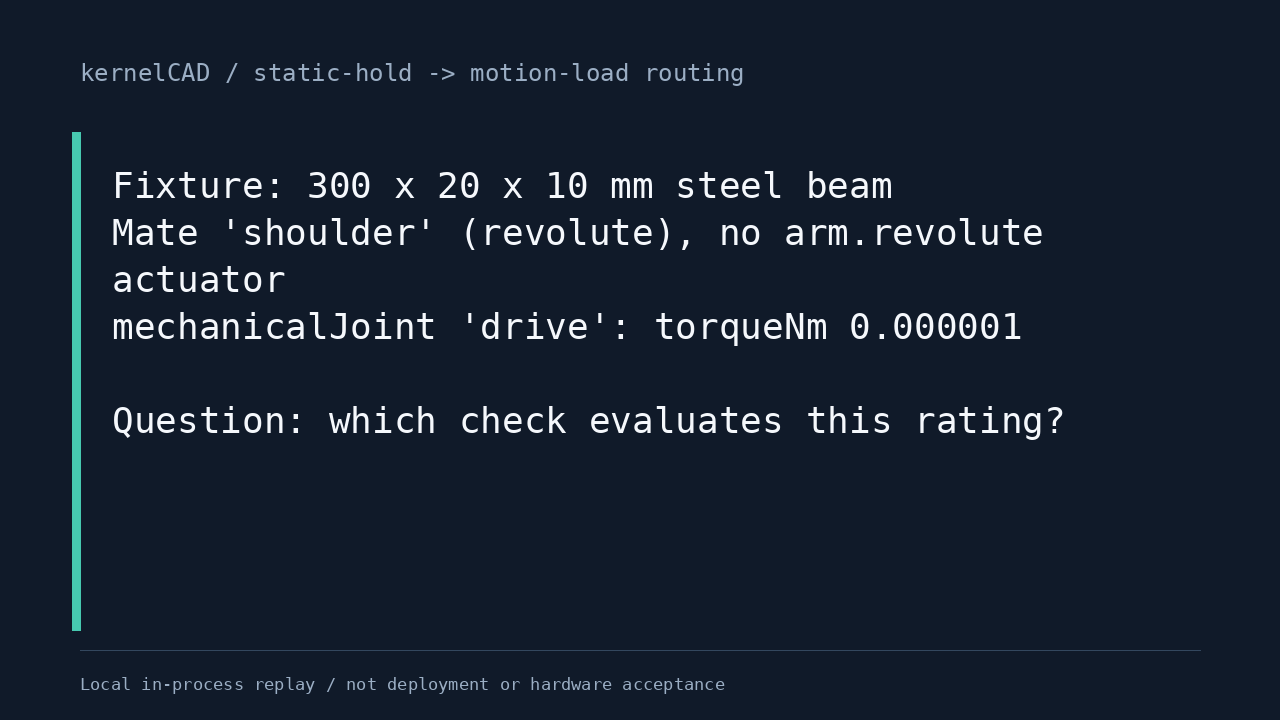 kernelCAD / static-hold -> motion-load routing
Fixture: 300 x 20 x 10 mm steel beam
Mate 'shoulder' (revolute), no arm.revolute
actuator
mechanicalJoint 'drive': torqueNm 0.000001
Question: which check evaluates this rating?
Local in-process replay / not deployment or hardware acceptance